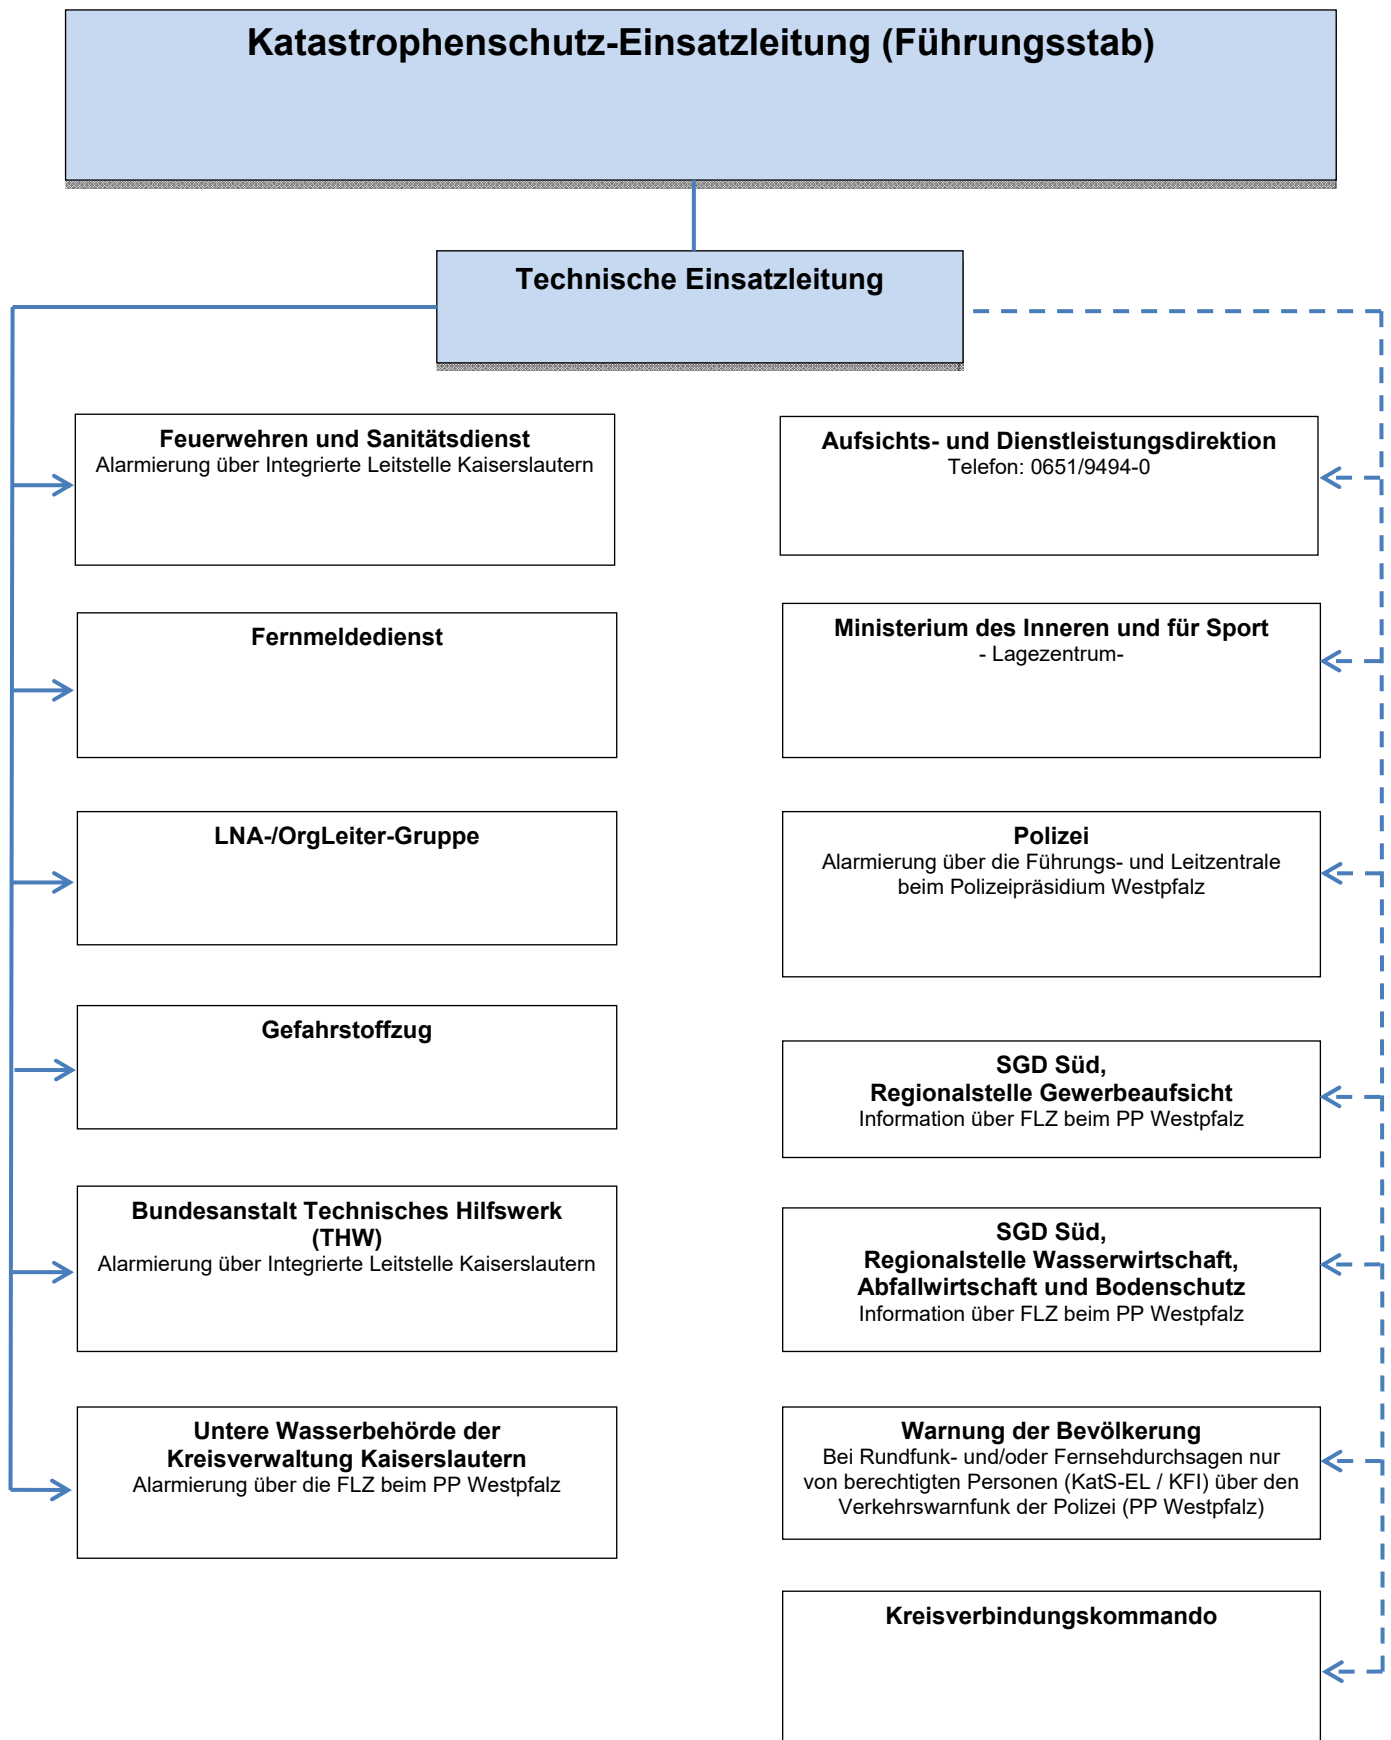 Katastrophenschutz-Einsatzleitung (Führungsstab)
Technische Einsatzleitung
Feuerwehren und Sanitätsdienst
Alarmierung über Integrierte Leitstelle Kaiserslautern
Fernmeldedienst
LNA-/OrgLeiter-Gruppe
Gefahrstoffzug
Bundesanstalt Technisches Hilfswerk
(THW)
Alarmierung über Integrierte Leitstelle Kaiserslautern
Untere Wasserbehörde der
Kreisverwaltung Kaiserslautern
Alarmierung über die FLZ beim PP Westpfalz
Aufsichts- und Dienstleistungsdirektion
Telefon: 0651/9494-0
Ministerium des Inneren und für Sport
- Lagezentrum-
Polizei
Alarmierung über die Führungs- und Leitzentrale
beim Polizeipräsidium Westpfalz
SGD Süd,
Regionalstelle Gewerbeaufsicht
Information über FLZ beim PP Westpfalz
SGD Süd,
Regionalstelle Wasserwirtschaft,
Abfallwirtschaft und Bodenschutz
Information über FLZ beim PP Westpfalz
Warnung der Bevölkerung
Bei Rundfunk- und/oder Fernsehdurchsagen nur
von berechtigten Personen (KatS-EL / KFI) über den
Verkehrswarnfunk der Polizei (PP Westpfalz)
Kreisverbindungskommando